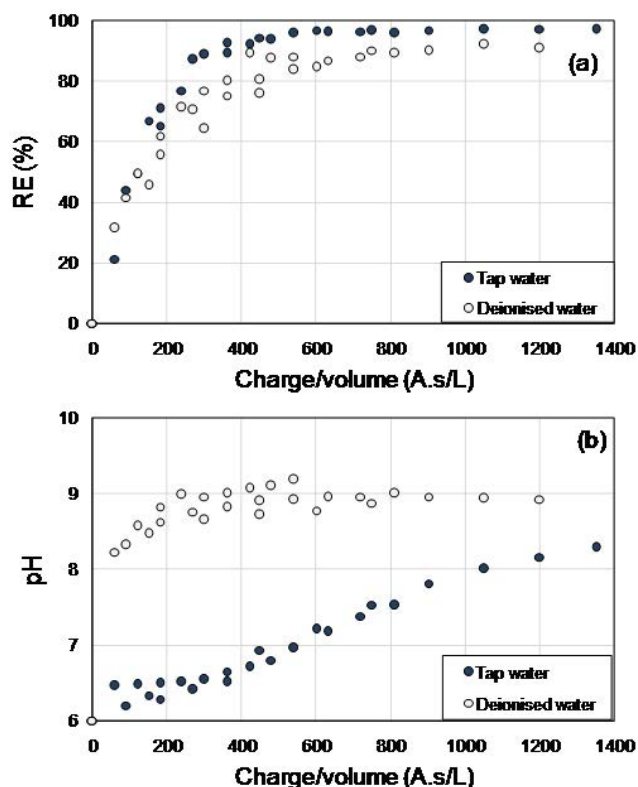 100
(a)
80
60
RE (%)
40
20
Tap water
Deionised water
0
0 200 400 600 800 1000 1200 1400
Charge/volume (A.s/L)
10
(b)
9
pH
8
7
Tap water
Deionised water
6
0 200 400 600 800 1000 1200 1400
Charge/volume (A.s/L)